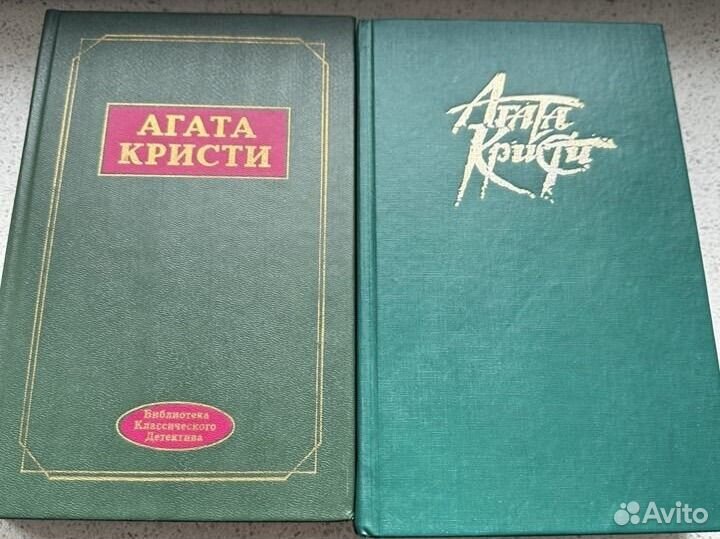 АГАТА
КРИСТИ
Библиотека
Классического
Детектива
Агата
Кристи
Avito